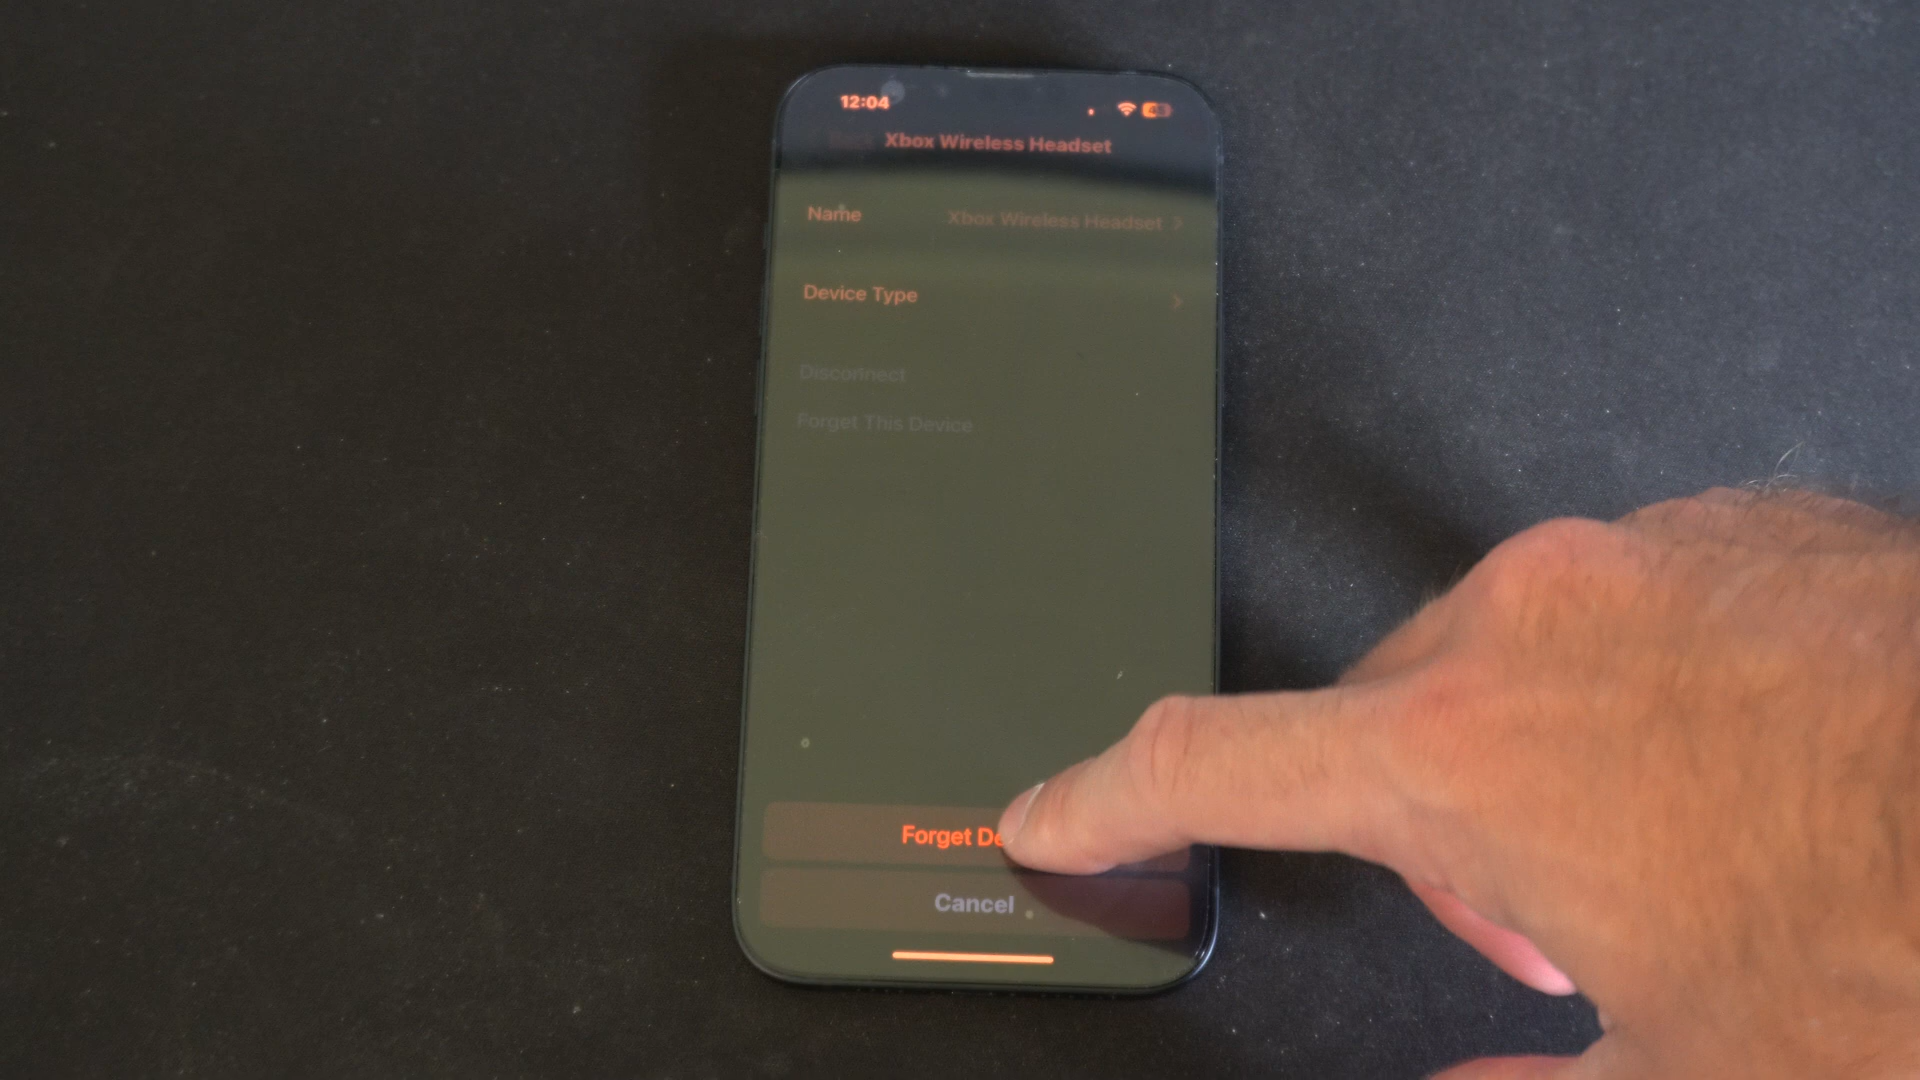 12:04
Xbox Wireless Headset
Name Xbox Wireless Headset
Device Type
Disconnect
Forget This Device
Forget De
Cancel